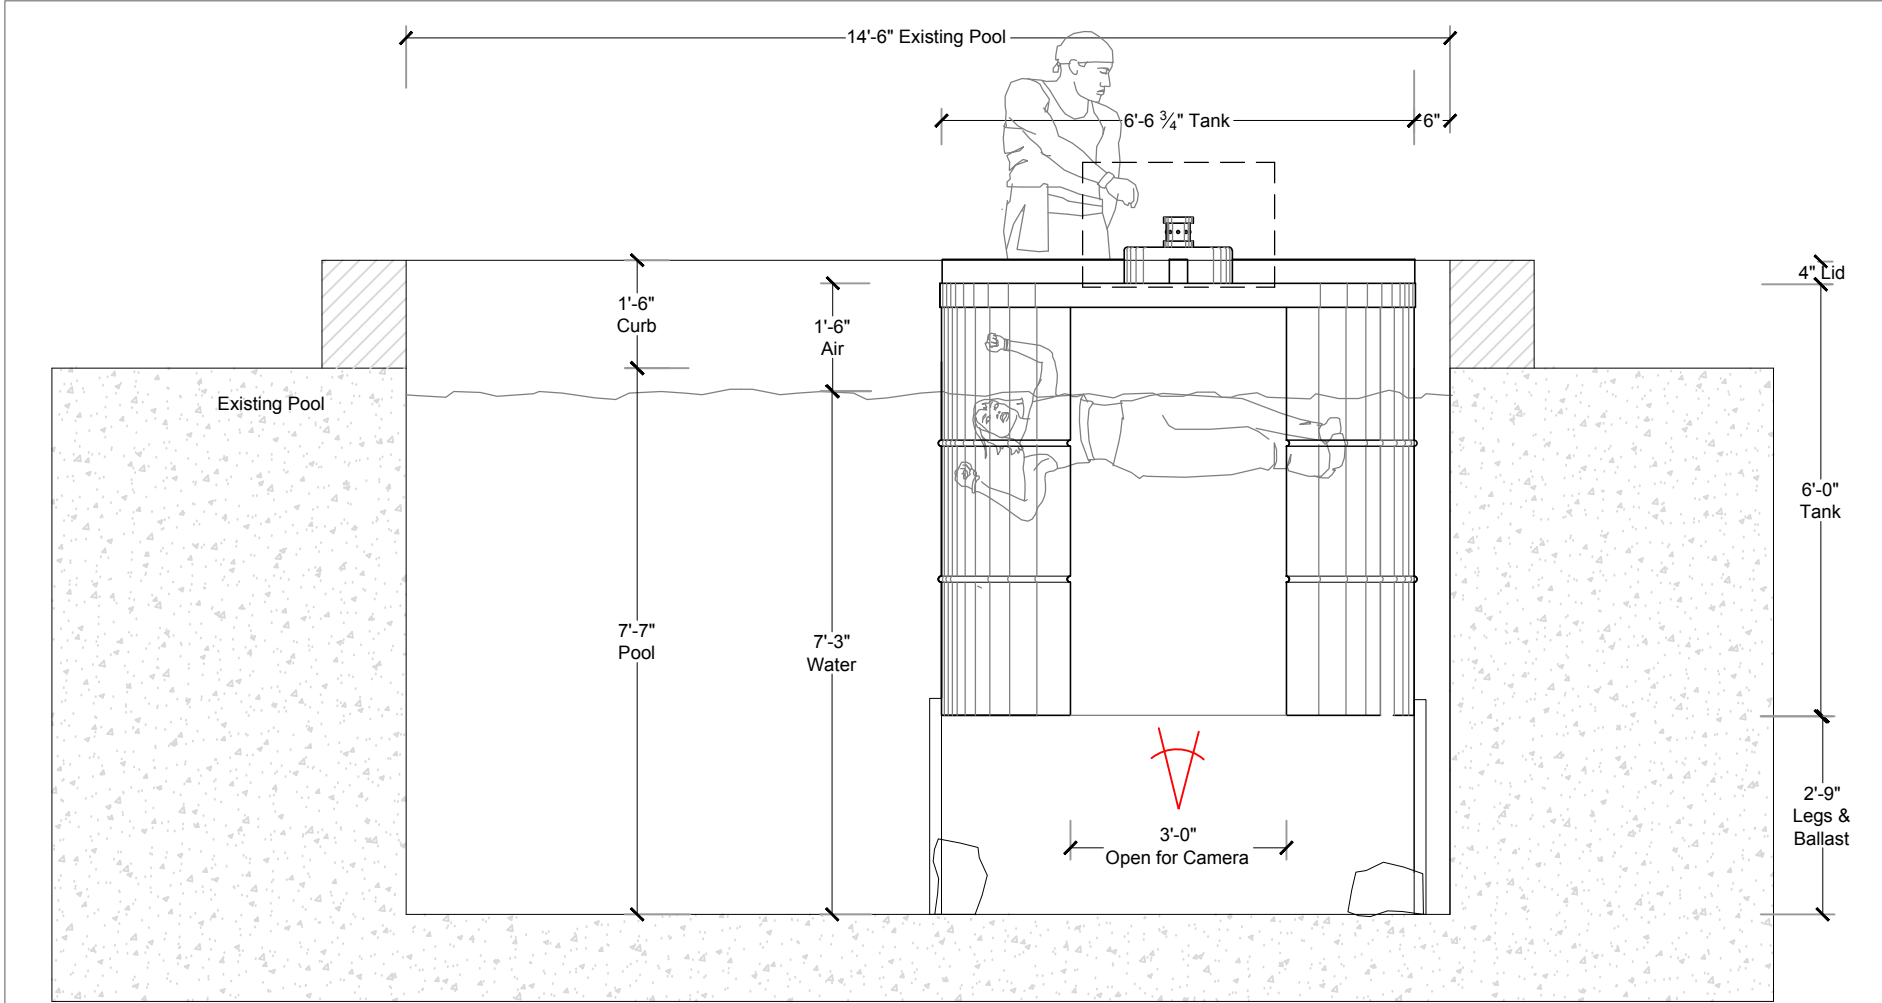 14'-6" Existing Pool
6'-6 ¾" Tank
6"
4" Lid
1'-6"
Curb
1'-6"
Air
Existing Pool
6'-0"
Tank
7'-7"
Pool
7'-3"
Water
2'-9"
Legs &
Ballast
3'-0"
Open for Camera